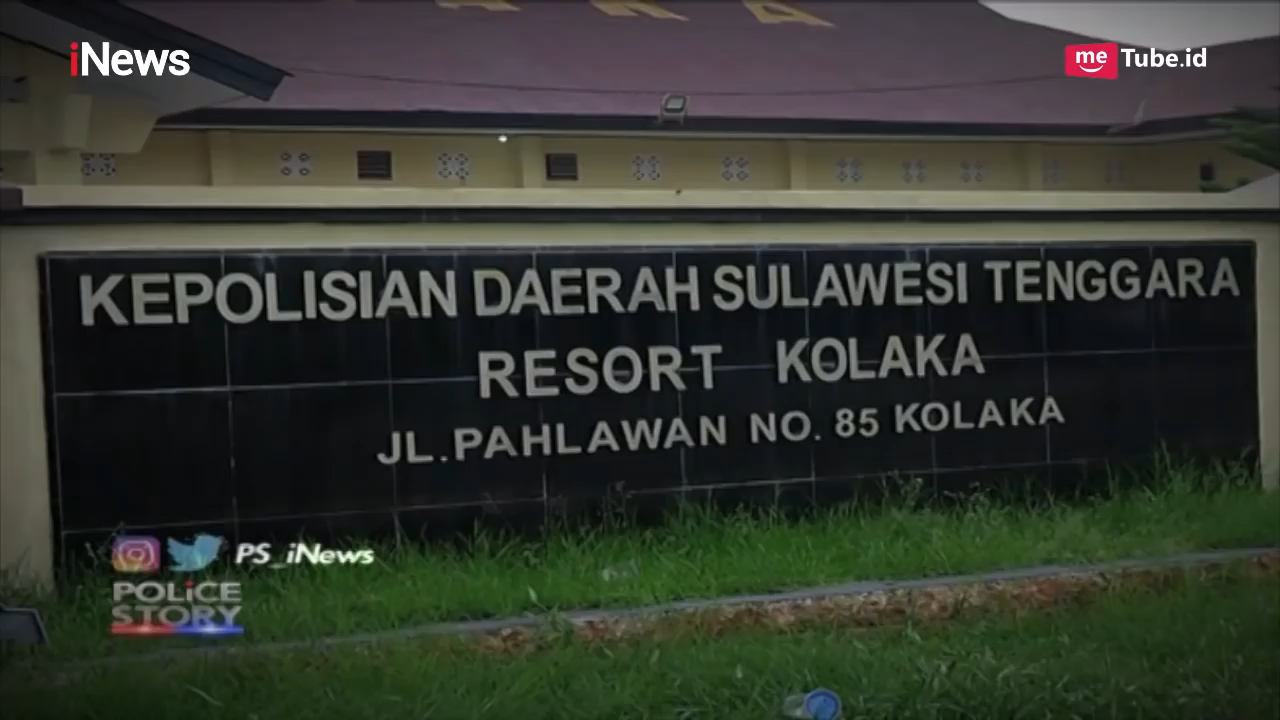 iNews
me Tube.id
KEPOLISIAN DAERAH SULAWESI TENGGARA
RESORT KOLAKA
JL.PAHLAWAN NO. 85 KOLAKA
PS_iNews
POLICE
STORY